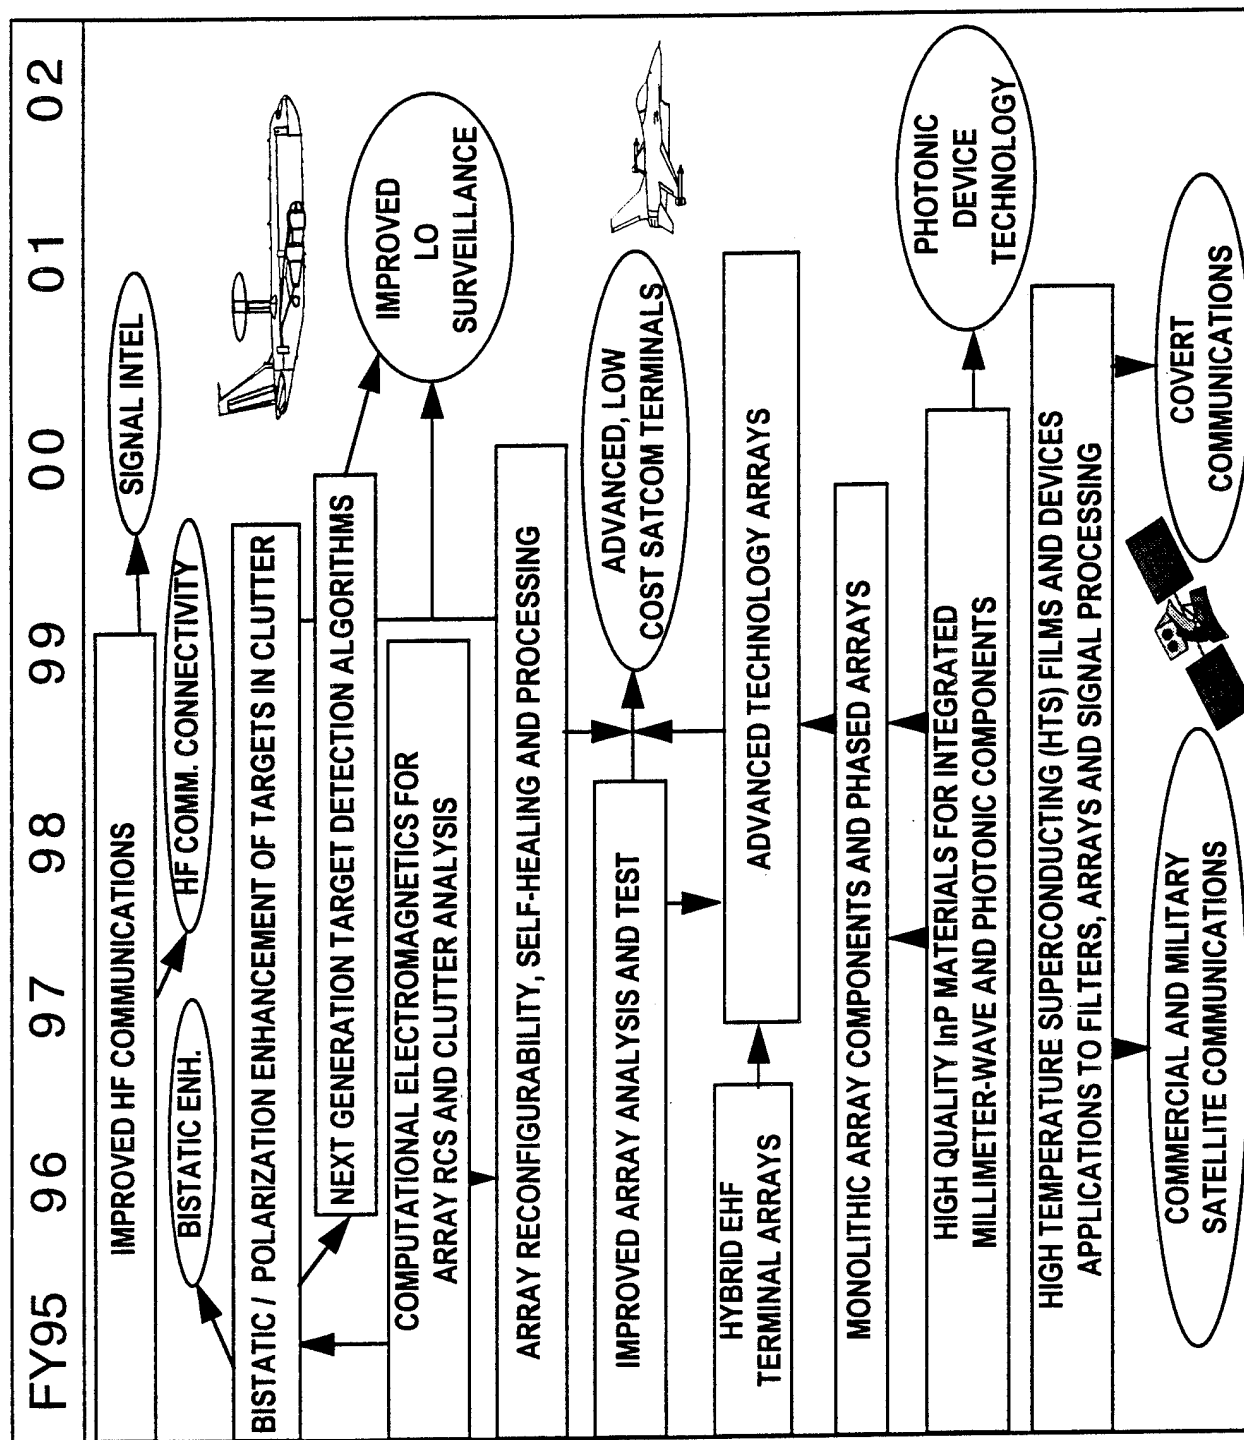 FY95 96 97 98 99 00 01 02
IMPROVED HF COMMUNICATIONS
SIGNAL INTEL
BISTATIC ENH.
HF COMM. CONNECTIVITY
BISTATIC / POLARIZATION ENHANCEMENT OF TARGETS IN CLUTTER
NEXT GENERATION TARGET DETECTION ALGORITHMS
IMPROVED
LO
SURVEILLANCE
COMPUTATIONAL ELECTROMAGNETICS FOR
ARRAY RCS AND CLUTTER ANALYSIS
ARRAY RECONFIGURABILITY, SELF-HEALING AND PROCESSING
IMPROVED ARRAY ANALYSIS AND TEST
ADVANCED, LOW
COST SATCOM TERMINALS
HYBRID EHF
TERMINAL ARRAYS
ADVANCED TECHNOLOGY ARRAYS
MONOLITHIC ARRAY COMPONENTS AND PHASED ARRAYS
HIGH QUALITY InP MATERIALS FOR INTEGRATED
MILLIMETER-WAVE AND PHOTONIC COMPONENTS
PHOTONIC
DEVICE
TECHNOLOGY
HIGH TEMPERATURE SUPERCONDUCTING (HTS) FILMS AND DEVICES
APPLICATIONS TO FILTERS, ARRAYS AND SIGNAL PROCESSING
COMMERCIAL AND MILITARY
SATELLITE COMMUNICATIONS
COVERT
COMMUNICATIONS